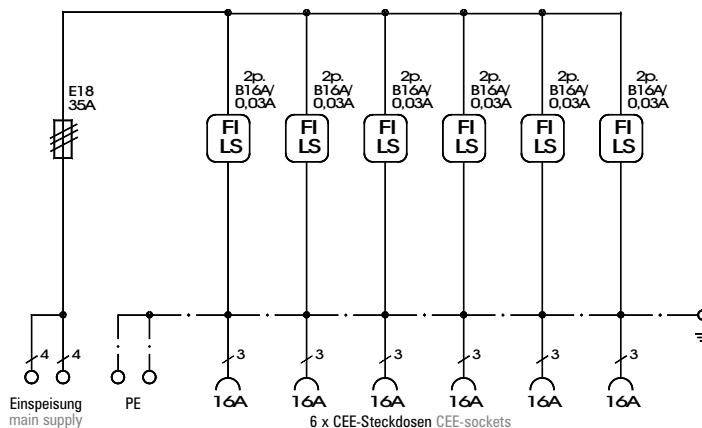 E18
35A
2p.
B16A/
0,03A
2p.
B16A/
0,03A
2p.
B16A/
0,03A
2p.
B16A/
0,03A
2p.
B16A/
0,03A
2p.
B16A/
0,03A
FI
LS
FI
LS
FI
LS
FI
LS
FI
LS
FI
LS
4 4 3 3 3 3 3 3
16A 16A 16A 16A 16A 16A
Einspeisung
main supply
PE
6 x CEE-Steckdosen CEE-sockets